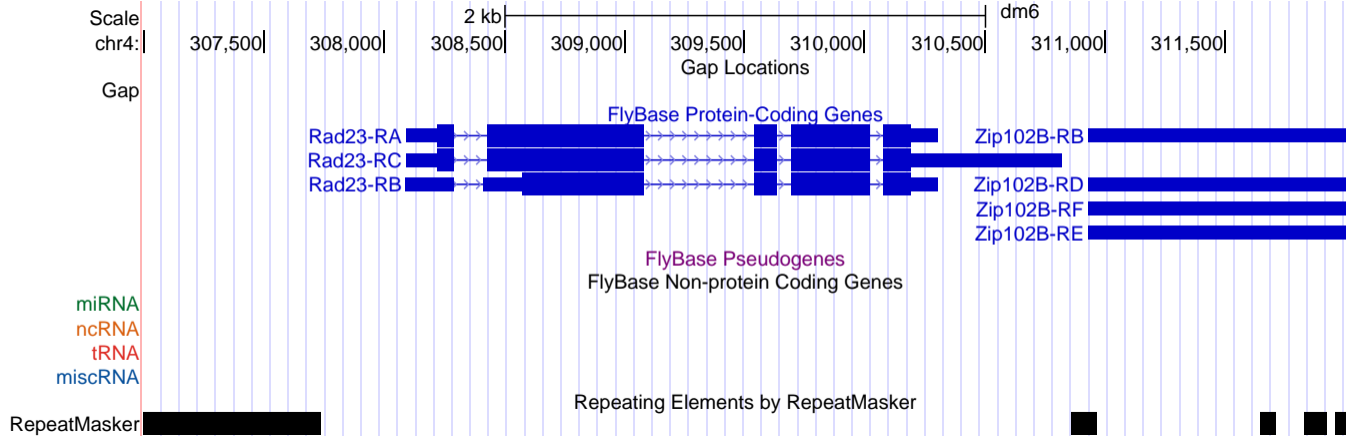 Scale 2 kb dm6
chr4: 307,500 308,000 308,500 309,000 309,500 310,000 310,500 311,000 311,500
Gap Locations
Gap
FlyBase Protein-Coding Genes
Rad23-RA Zip102B-RB
Rad23-RC
Rad23-RB Zip102B-RD
Zip102B-RF
Zip102B-RE
FlyBase Pseudogenes
FlyBase Non-protein Coding Genes
miRNA
ncRNA
tRNA
miscRNA
Repeating Elements by RepeatMasker
RepeatMasker